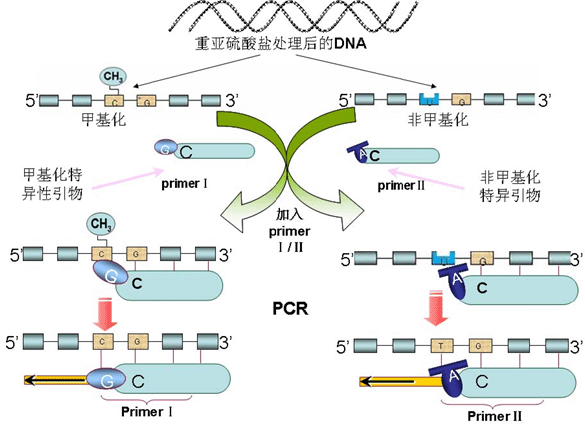 重亚硫酸盐处理后的DNA
CH3
5’ C G 3’
甲基化
5’ U G 3’
非甲基化
G C
primer Ⅰ
A C
primer Ⅱ
甲基化特
异性引物
非甲基化
特异引物
加入
primer
Ⅰ/Ⅱ
CH3
5’ C G 3’
G C
5’ U G 3’
A C
PCR
5’ C G 3’
G C
Primer Ⅰ
5’ T G 3’
A C
Primer Ⅱ